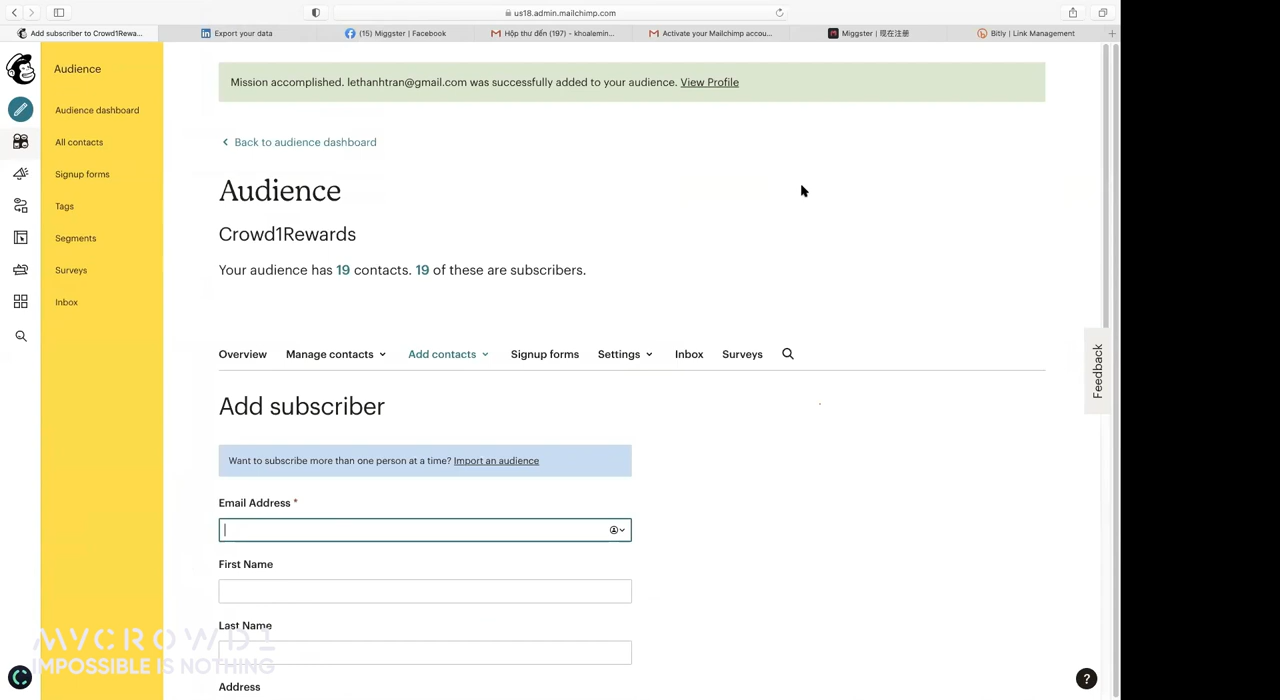 us18.admin.mailchimp.com
Add subscriber to Crowd1Rewa...
Export your data
(15) Miggster | Facebook
Hộp thư đến (197) - khoalemin...
Activate your Mailchimp accou...
Miggster | 现在注册
Bitly | Link Management
Audience
Audience dashboard
All contacts
Signup forms
Tags
Segments
Surveys
Inbox
Mission accomplished. lethanhtran@gmail.com was successfully added to your audience. View Profile
Back to audience dashboard
Audience
Crowd1Rewards
Your audience has 19 contacts. 19 of these are subscribers.
Overview Manage contacts Add contacts Signup forms Settings Inbox Surveys
Add subscriber
Want to subscribe more than one person at a time? Import an audience
Email Address *
First Name
Last Name
Address
Feedback
?
MYCROWD1
IMPOSSIBLE IS NOTHING